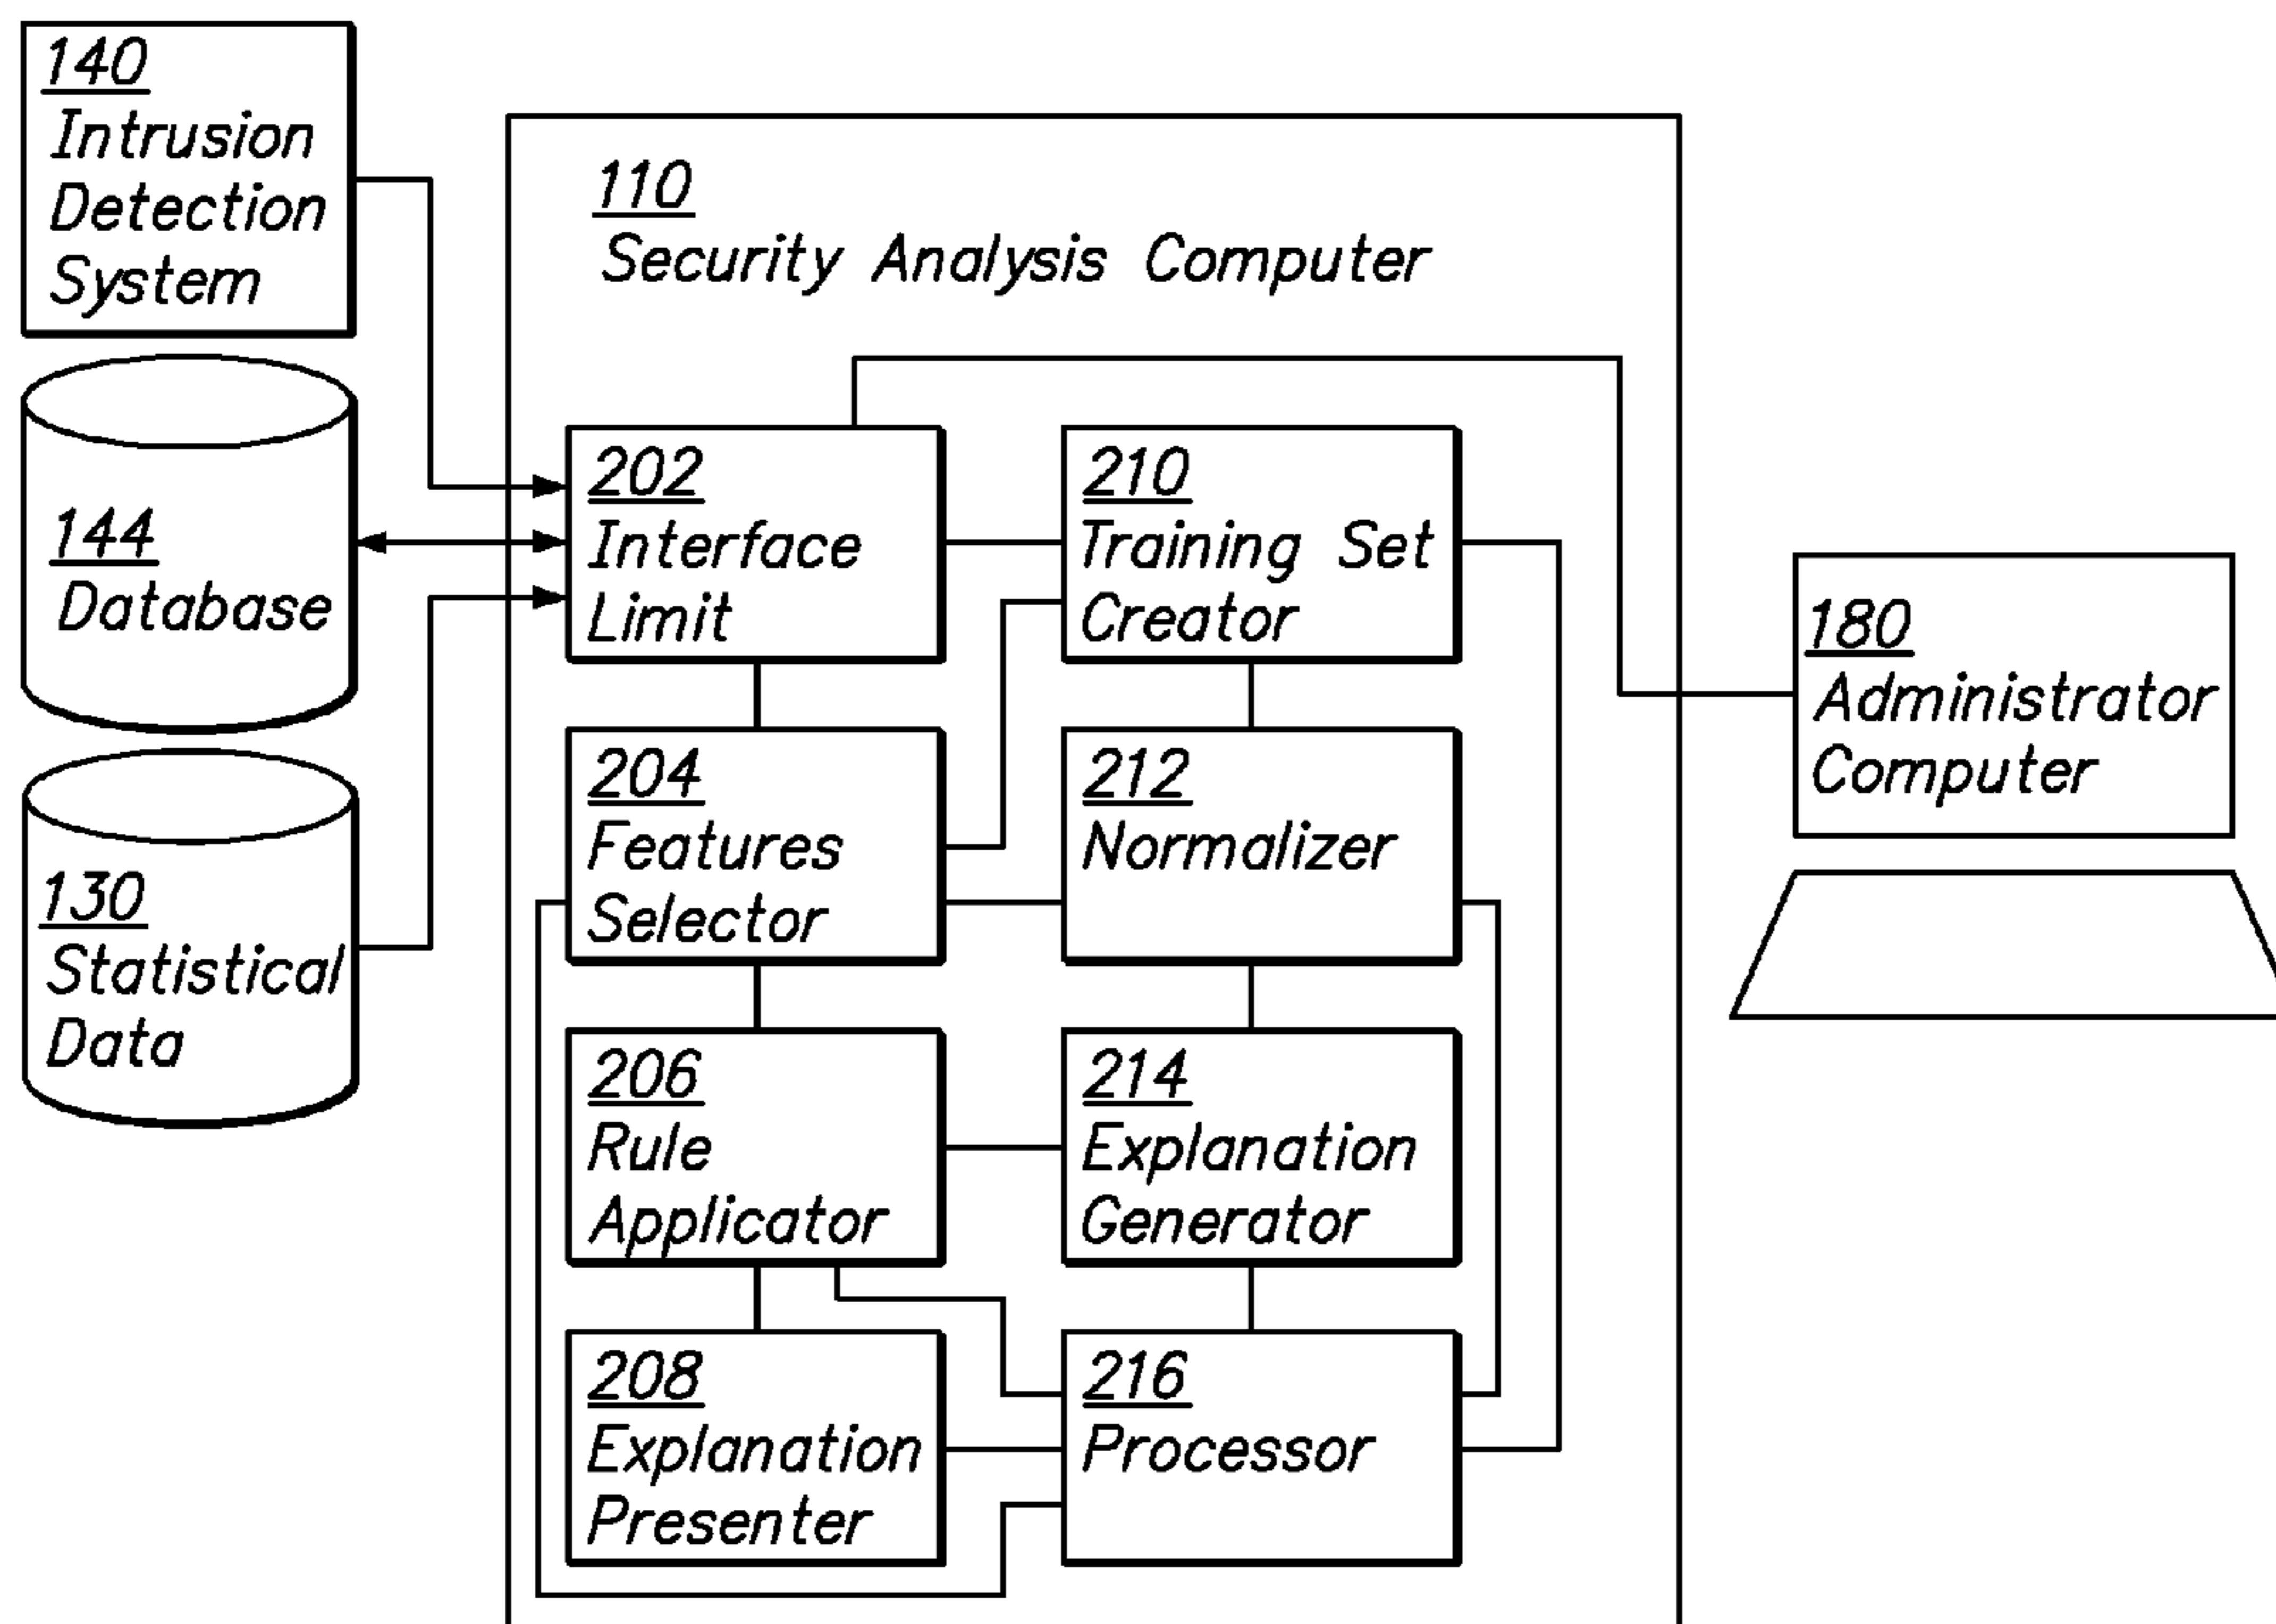 140
Intrusion
Detection
System
144
Database
130
Statistical
Data
110
Security Analysis Computer
202
Interface
Limit
204
Features
Selector
206
Rule
Applicator
208
Explanation
Presenter
210
Training Set
Creator
212
Normalizer
214
Explanation
Generator
216
Processor
180
Administrator
Computer